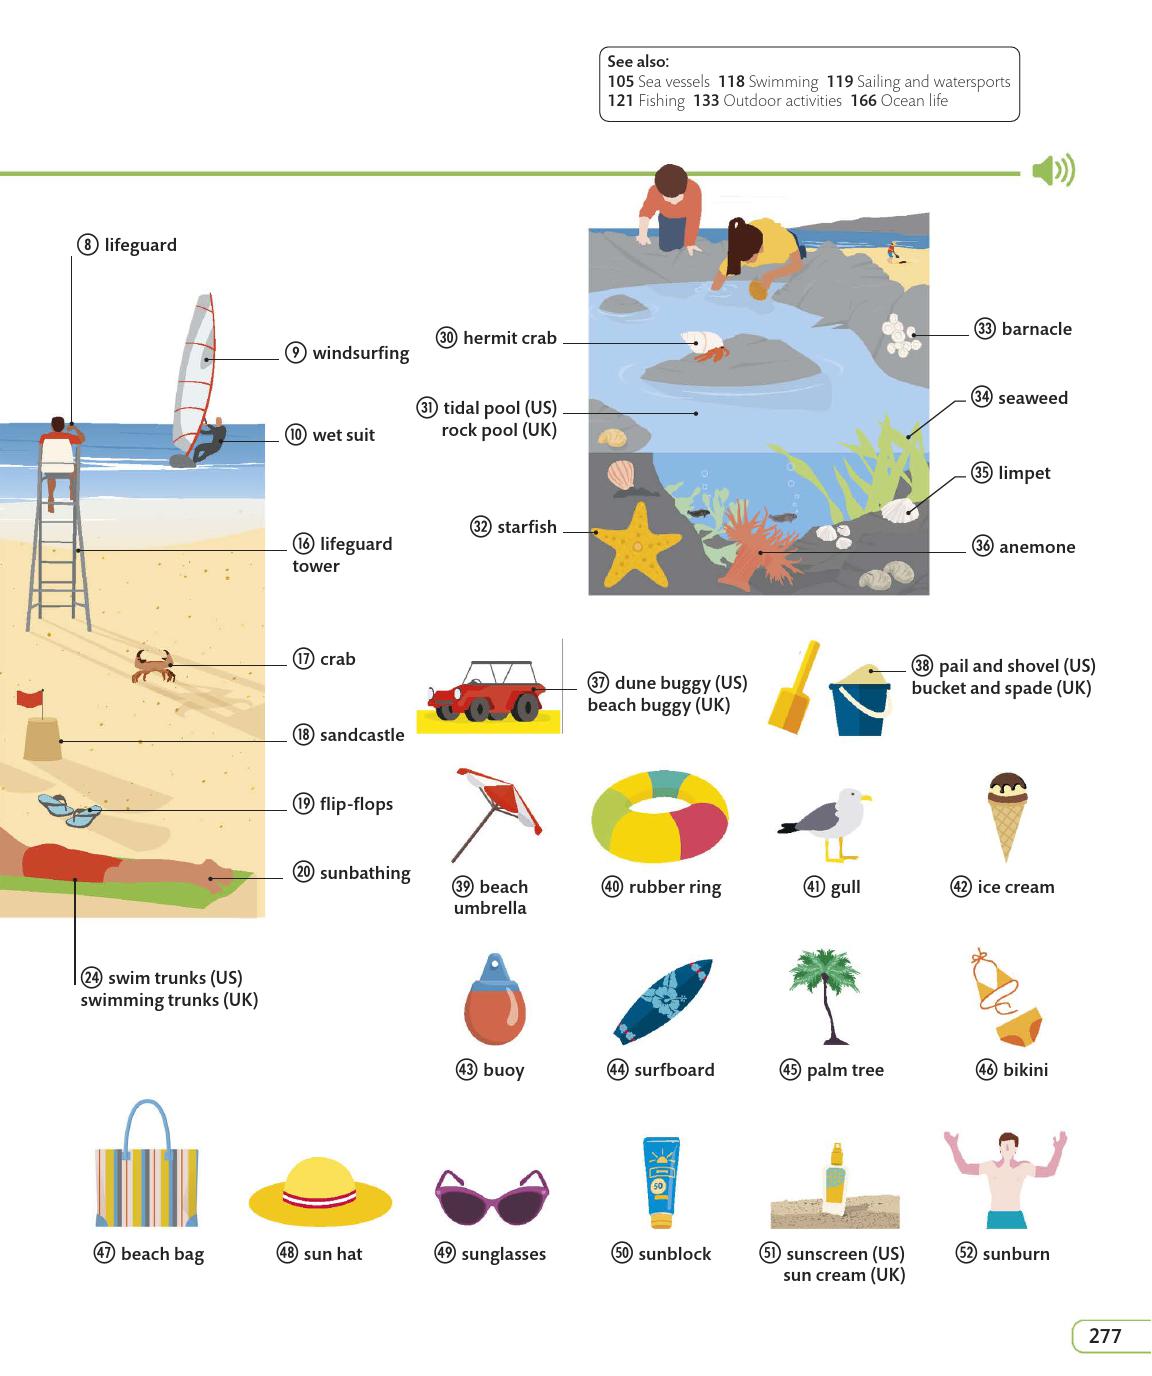 See also:
105 Sea vessels 118 Swimming 119 Sailing and watersports
121 Fishing 133 Outdoor activities 166 Ocean life
8 lifeguard
9 windsurfing
10 wet suit
16 lifeguard
tower
17 crab
18 sandcastle
19 flip-flops
20 sunbathing
24 swim trunks (US)
swimming trunks (UK)
30 hermit crab
31 tidal pool (US)
rock pool (UK)
32 starfish
33 barnacle
34 seaweed
35 limpet
36 anemone
37 dune buggy (US)
beach buggy (UK)
38 pail and shovel (US)
bucket and spade (UK)
39 beach
umbrella
40 rubber ring
41 gull
42 ice cream
43 buoy
44 surfboard
45 palm tree
46 bikini
50
47 beach bag
48 sun hat
49 sunglasses
50 sunblock
51 sunscreen (US)
sun cream (UK)
52 sunburn
277